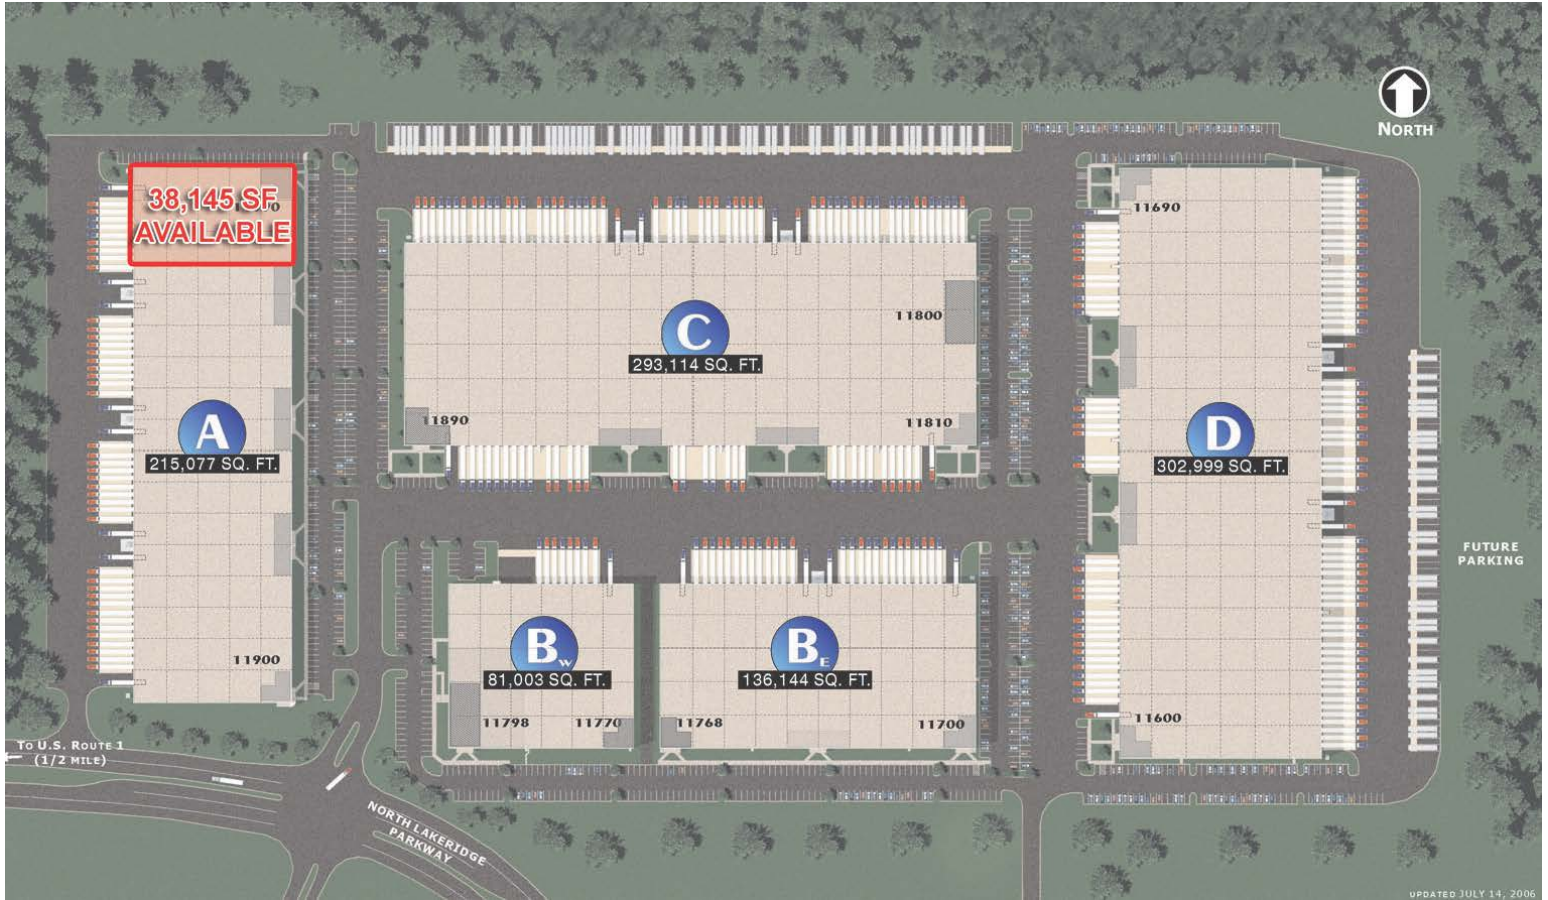 NORTH
38,145 SF
AVAILABLE
11690
11800
C
293,114 SQ. FT.
11890
11810
A
215,077 SQ. FT.
D
302,999 SQ. FT.
FUTURE
PARKING
11900
Bw
81,003 SQ. FT.
BE
136,144 SQ. FT.
11798
11770
11768
11700
11600
TO U.S. ROUTE 1
(1/2 MILE)
NORTH LAKERIDGE
PARKWAY
UPDATED JULY 14, 2006